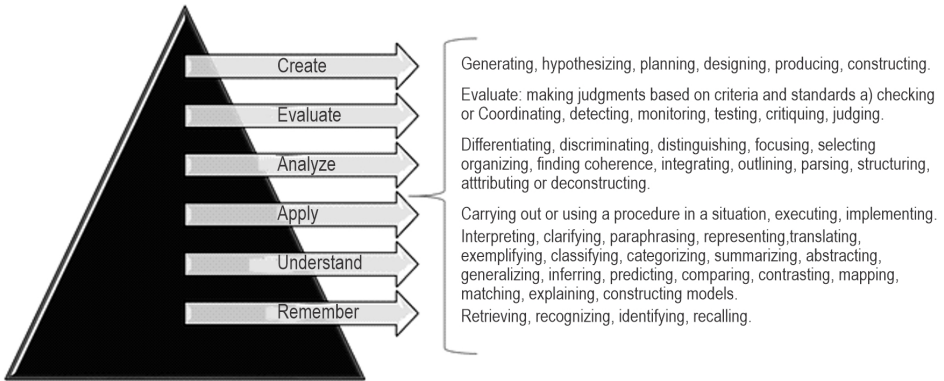 Create
Generating, hypothesizing, planning, designing, producing, constructing.
Evaluate
Evaluate: making judgments based on criteria and standards a) checking
or Coordinating, detecting, monitoring, testing, critiquing, judging.
Analyze
Differentiating, discriminating, distinguishing, focusing, selecting
organizing, finding coherence, integrating, outlining, parsing, structuring,
atttributing or deconstructing.
Apply
Carrying out or using a procedure in a situation, executing, implementing.
Understand
Interpreting, clarifying, paraphrasing, representing,translating,
exemplifying, classifying, categorizing, summarizing, abstracting,
generalizing, inferring, predicting, comparing, contrasting, mapping,
matching, explaining, constructing models.
Remember
Retrieving, recognizing, identifying, recalling.